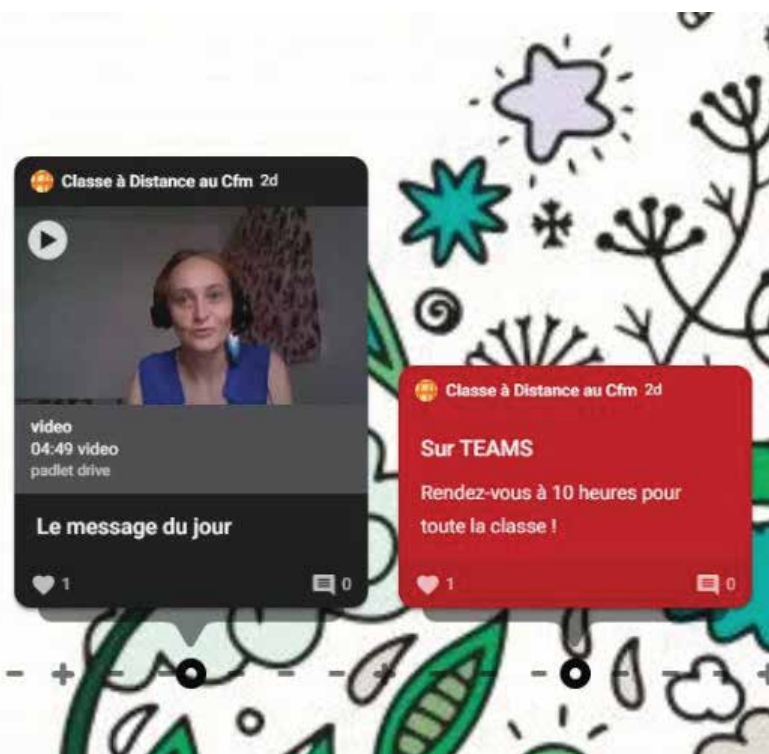 Classe à Distance au Cfm 2d
video
04:49 video
padlet drive
Le message du jour
1
0
Classe à Distance au Cfm 2d
Sur TEAMS
Rendez-vous à 10 heures pour
toute la classe !
1
0